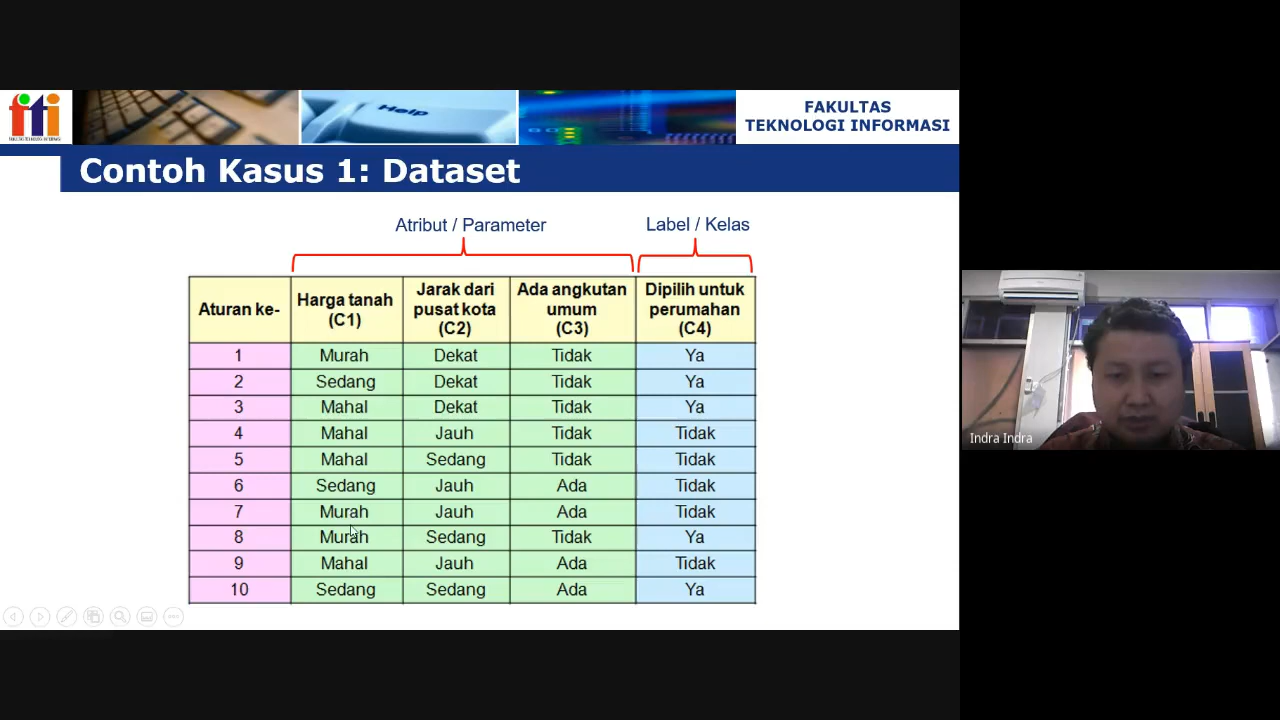 fiti
Help
FAKULTAS
TEKNOLOGI INFORMASI
Contoh Kasus 1: Dataset
Atribut / Parameter
Label / Kelas
Aturan ke- Harga tanah (C1) Jarak dari pusat kota (C2) Ada angkutan umum (C3) Dipilih untuk perumahan (C4)
1 Murah Dekat Tidak Ya
2 Sedang Dekat Tidak Ya
3 Mahal Dekat Tidak Ya
4 Mahal Jauh Tidak Tidak
5 Mahal Sedang Tidak Tidak
6 Sedang Jauh Ada Tidak
7 Murah Jauh Ada Tidak
8 Murah Sedang Tidak Ya
9 Mahal Jauh Ada Tidak
10 Sedang Sedang Ada Ya
Indra Indra